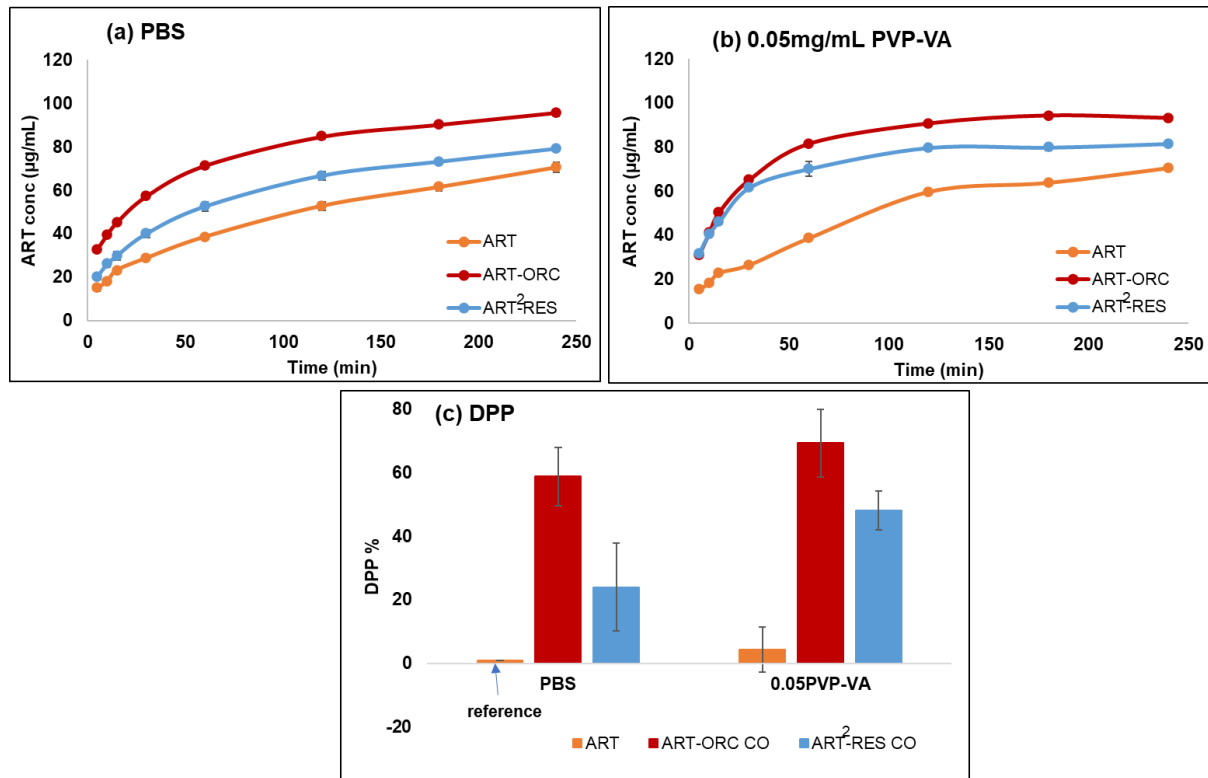 (a) PBS
120
100
80
60
40
20
0
ART conc (µg/mL)
ART
ART-ORC
ART²-RES
0 50 100 150 200 250
Time (min)
(b) 0.05mg/mL PVP-VA
120
100
80
60
40
20
0
ART conc (µg/mL)
ART
ART-ORC
ART²-RES
0 50 100 150 200 250
Time (min)
(c) DPP
80
60
40
20
0
-20
DPP %
PBS 0.05PVP-VA
reference
ART ART-ORC CO ART²-RES CO